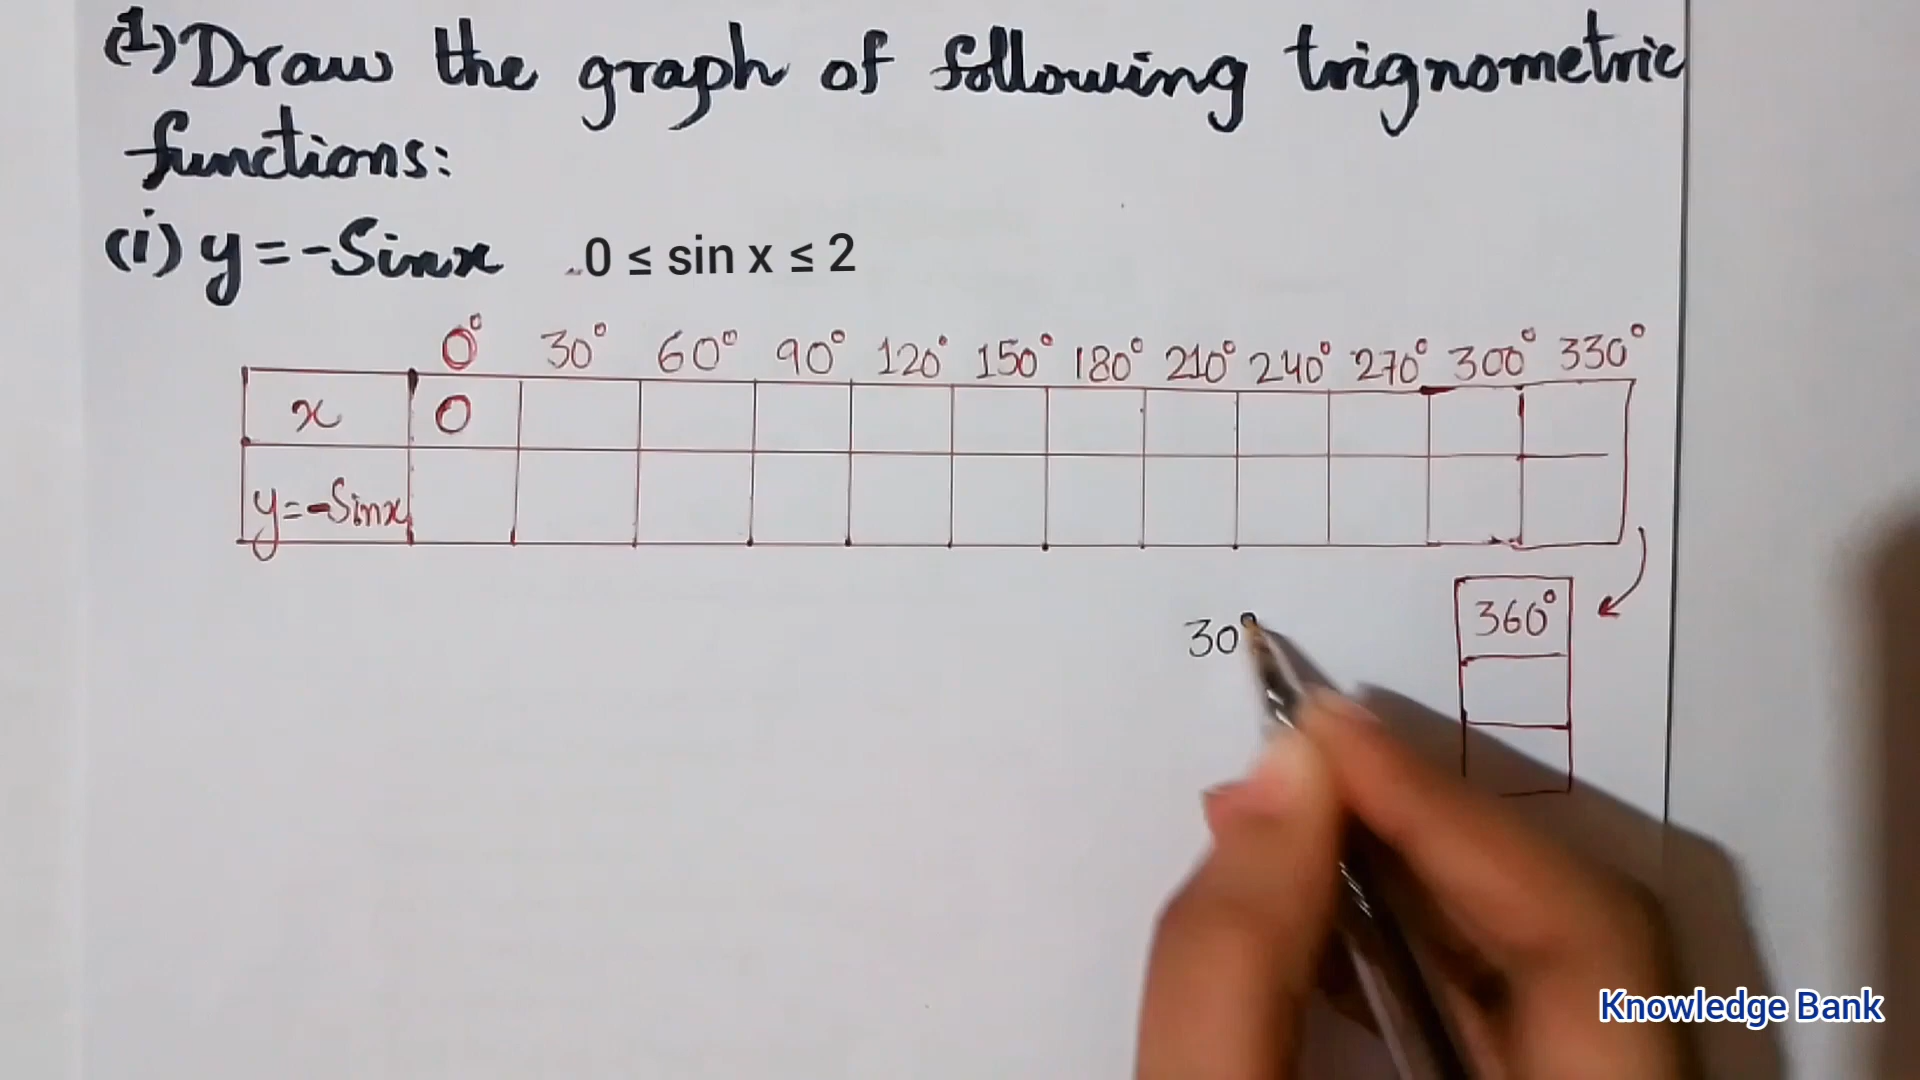 (1) Draw the graph of following trignometric
functions:
(i) y = -Sinx 0 ≤ sin x ≤ 2
0° 30° 60° 90° 120° 150° 180° 210° 240° 270° 300° 330°
x 0
y = -Sinx
360°
30°
Knowledge Bank